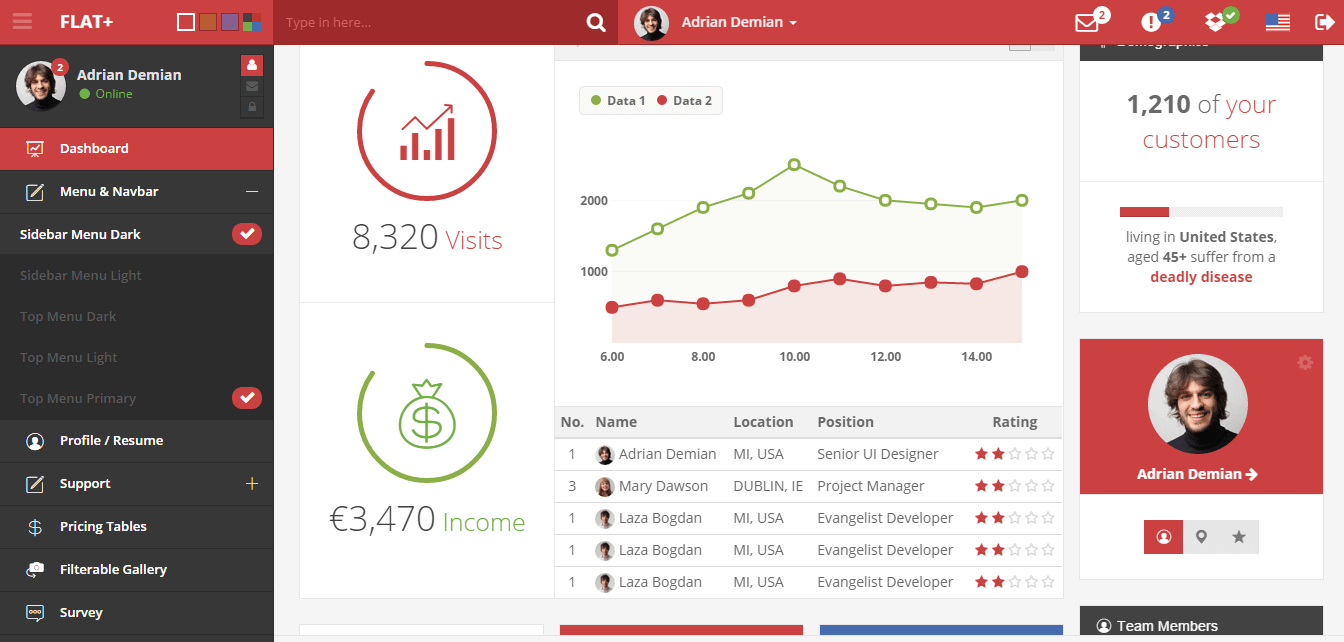 FLAT+
Type in here...
Adrian Demian
2
2
2
Adrian Demian
Online
Dashboard
Menu & Navbar
Sidebar Menu Dark
Sidebar Menu Light
Top Menu Dark
Top Menu Light
Top Menu Primary
Profile / Resume
Support
Pricing Tables
Filterable Gallery
Survey
8,320 Visits
€3,470 Income
Data 1 Data 2
2000
1000
6.00 8.00 10.00 12.00 14.00
No. Name Location Position Rating
1 Adrian Demian MI, USA Senior UI Designer
3 Mary Dawson DUBLIN, IE Project Manager
1 Laza Bogdan MI, USA Evangelist Developer
1 Laza Bogdan MI, USA Evangelist Developer
1 Laza Bogdan MI, USA Evangelist Developer
Demographics
1,210 of your
customers
living in United States,
aged 45+ suffer from a
deadly disease
Adrian Demian
Team Members